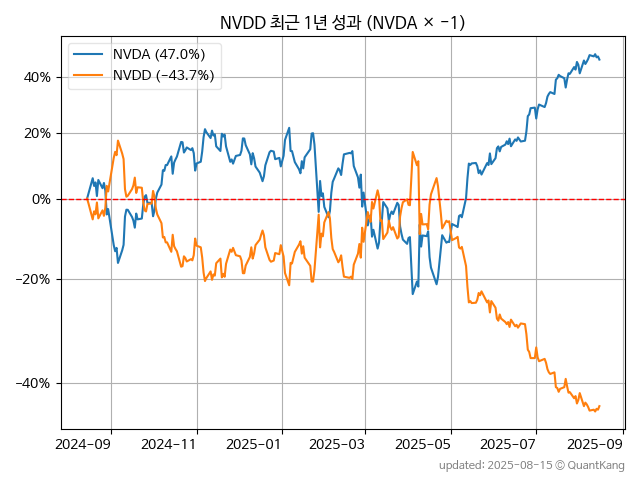 NVDD 최근 1년 성과 (NVDA × -1)
NVDA (47.0%)
NVDD (−43.7%)
40%
20%
0%
−20%
−40%
2024-09 2024-11 2025-01 2025-03 2025-05 2025-07 2025-09
updated: 2025-08-15 © QuantKang